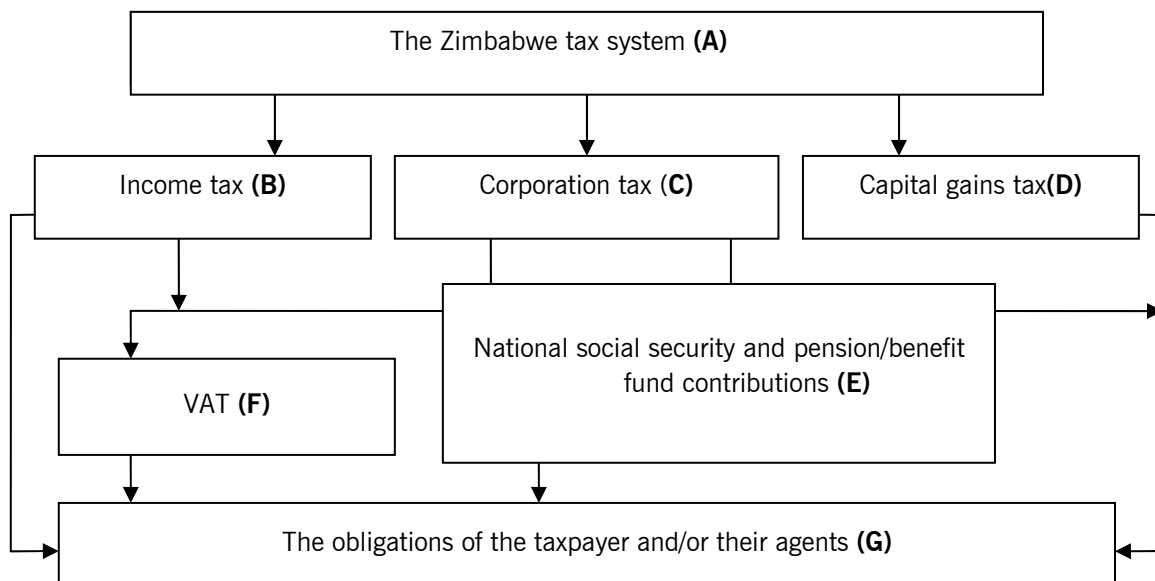 The Zimbabwe tax system (A)
Income tax (B)
Corporation tax (C)
Capital gains tax(D)
National social security and pension/benefit
fund contributions (E)
VAT (F)
The obligations of the taxpayer and/or their agents (G)